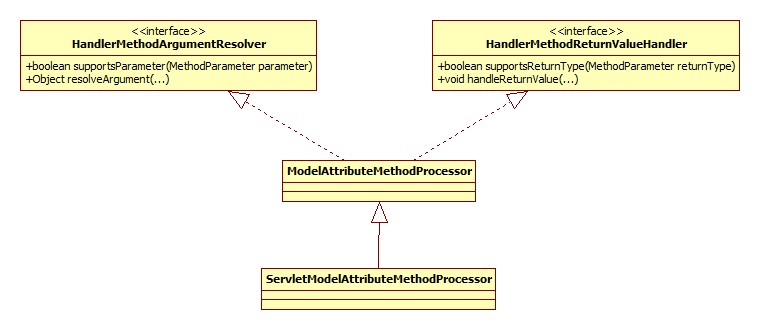 <<interface>>
HandlerMethodArgumentResolver
+boolean supportsParameter(MethodParameter parameter)
+Object resolveArgument(...)
<<interface>>
HandlerMethodReturnValueHandler
+boolean supportsReturnType(MethodParameter returnType)
+void handleReturnValue(...)
ModelAttributeMethodProcessor
ServletModelAttributeMethodProcessor